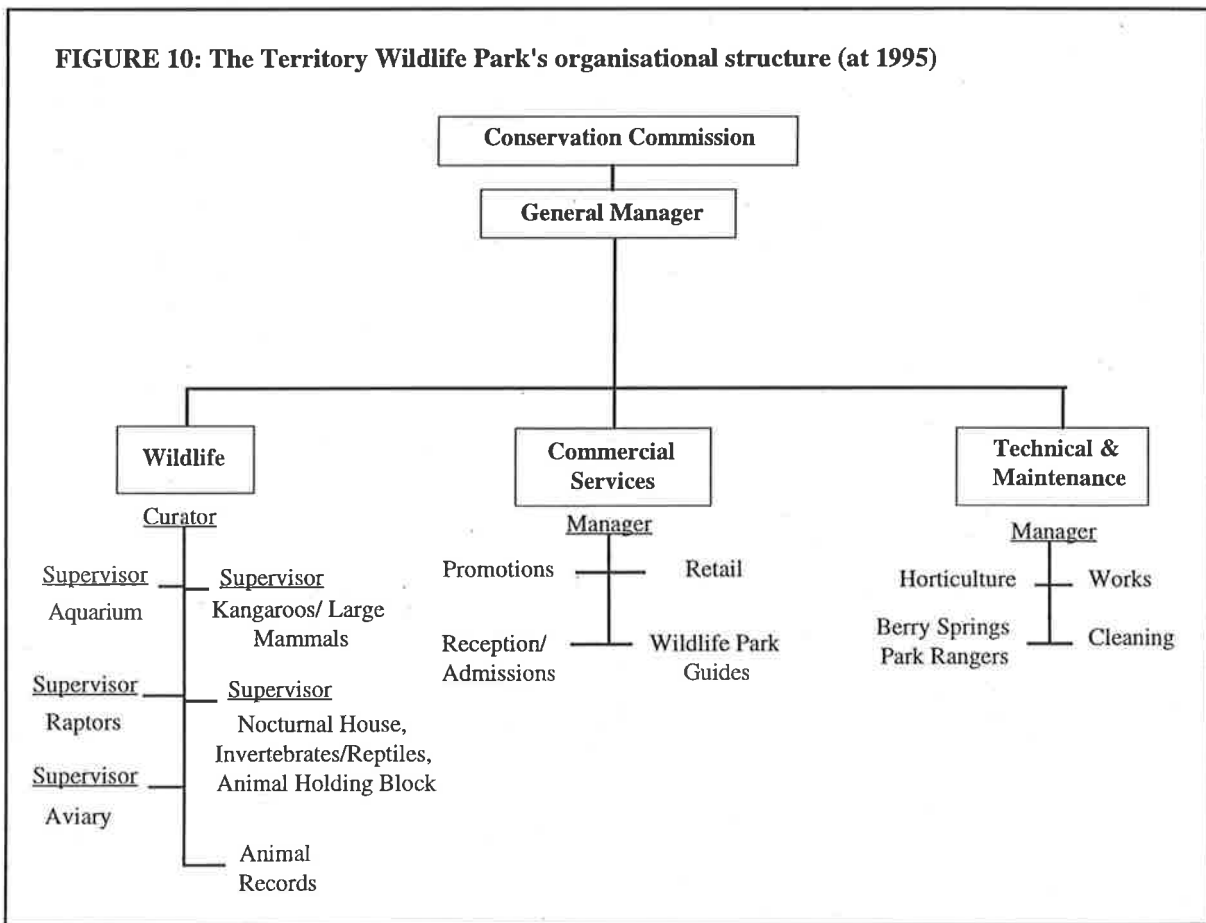 FIGURE 10: The Territory Wildlife Park's organisational structure (at 1995)
Conservation Commission
General Manager
Wildlife
Curator
Supervisor
Aquarium
Supervisor
Kangaroos/ Large
Mammals
Supervisor
Raptors
Supervisor
Nocturnal House,
Invertebrates/Reptiles,
Animal Holding Block
Supervisor
Aviary
Animal
Records
Commercial
Services
Manager
Promotions
Retail
Reception/
Admissions
Wildlife Park
Guides
Technical &
Maintenance
Manager
Horticulture
Works
Berry Springs
Park Rangers
Cleaning